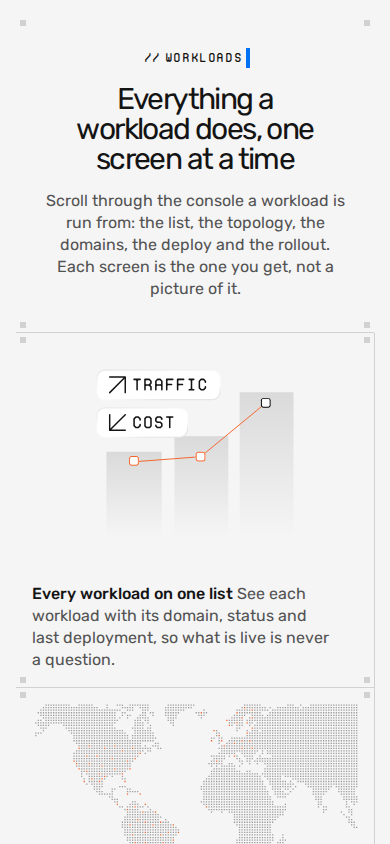 // WORKLOADS
Everything a
workload does, one
screen at a time
Scroll through the console a workload is
run from: the list, the topology, the
domains, the deploy and the rollout.
Each screen is the one you get, not a
picture of it.
TRAFFIC
COST
Every workload on one list See each
workload with its domain, status and
last deployment, so what is live is never
a question.